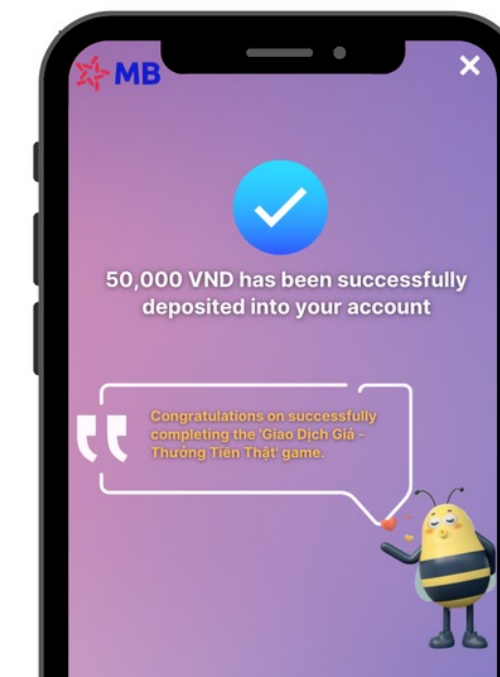 MB
50,000 VND has been successfully
deposited into your account
Congratulations on successfully
completing the 'Giao Dịch Giả -
Thưởng Tiền Thật' game.